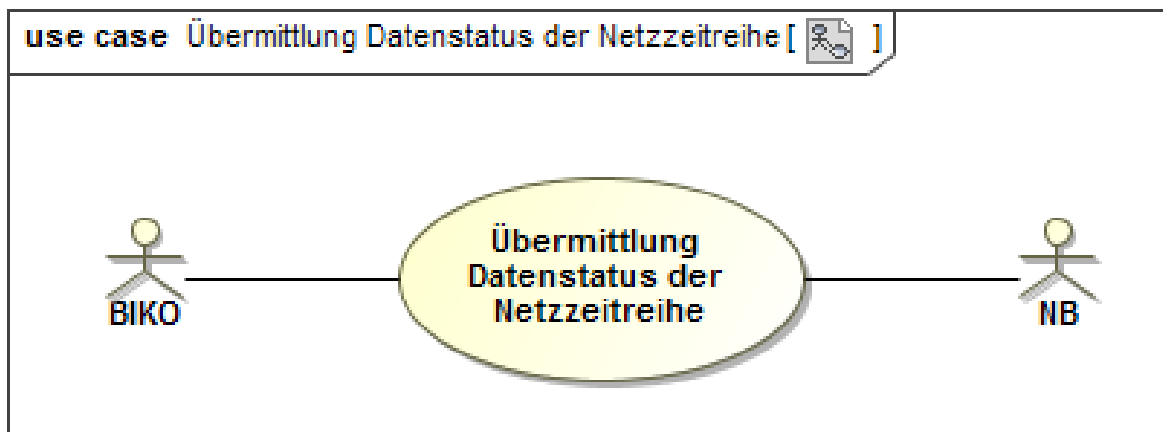 use case Übermittlung Datenstatus der Netzzeitreihe [ ]
Übermittlung
Datenstatus der
Netzzeitreihe
BIKO
NB